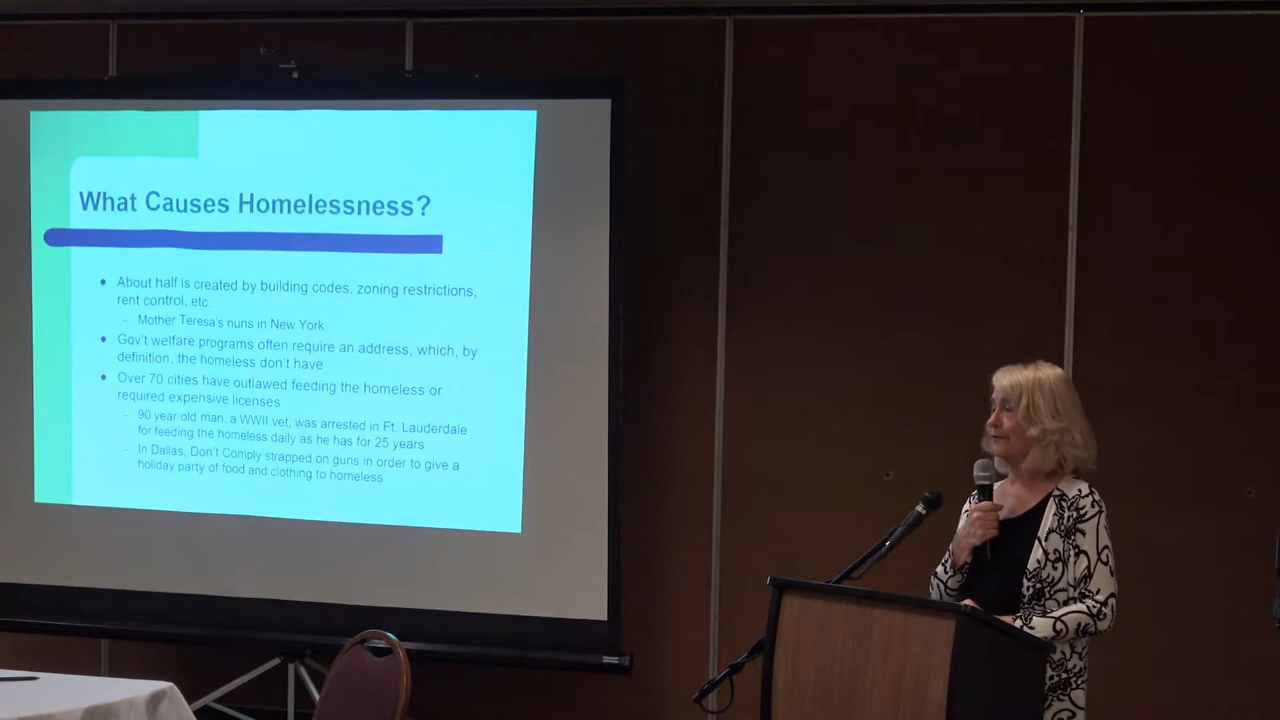 What Causes Homelessness?
• About half is created by building codes, zoning restrictions,
rent control, etc.
- Mother Teresa's nuns in New York
• Gov't welfare programs often require an address, which, by
definition, the homeless don't have
• Over 70 cities have outlawed feeding the homeless or
required expensive licenses
- 90 year old man, a WWII vet, was arrested in Ft. Lauderdale
for feeding the homeless daily as he has for 25 years
- In Dallas, Don't Comply strapped on guns in order to give a
holiday party of food and clothing to homeless